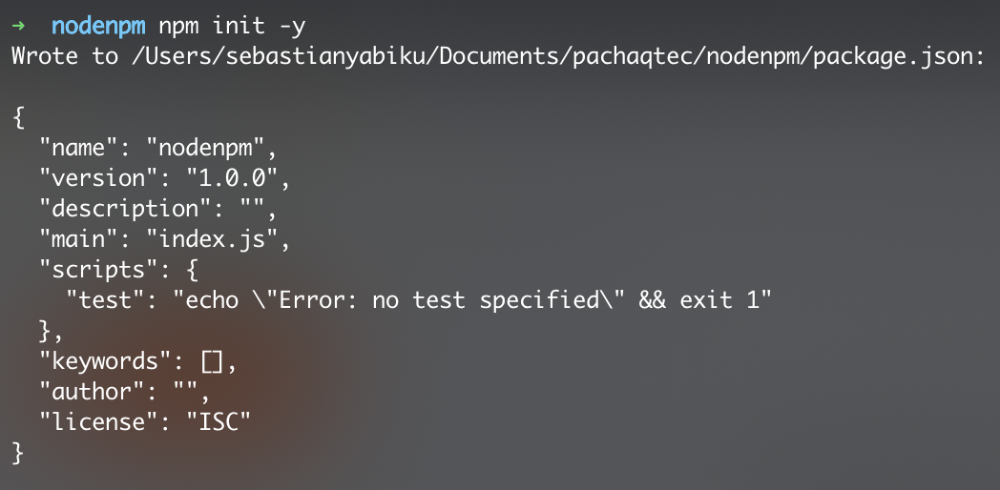 → nodenpm npm init -y
Wrote to /Users/sebastianyabiku/Documents/pachaqtec/nodenpm/package.json:
{
"name": "nodenpm",
"version": "1.0.0",
"description": "",
"main": "index.js",
"scripts": {
"test": "echo \"Error: no test specified\" && exit 1"
},
"keywords": [],
"author": "",
"license": "ISC"
}